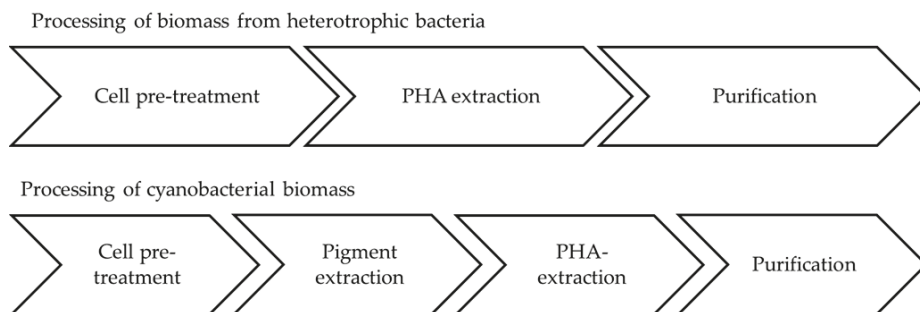 Processing of biomass from heterotrophic bacteria
Cell pre-treatment
PHA extraction
Purification
Processing of cyanobacterial biomass
Cell pre-
treatment
Pigment
extraction
PHA-
extraction
Purification